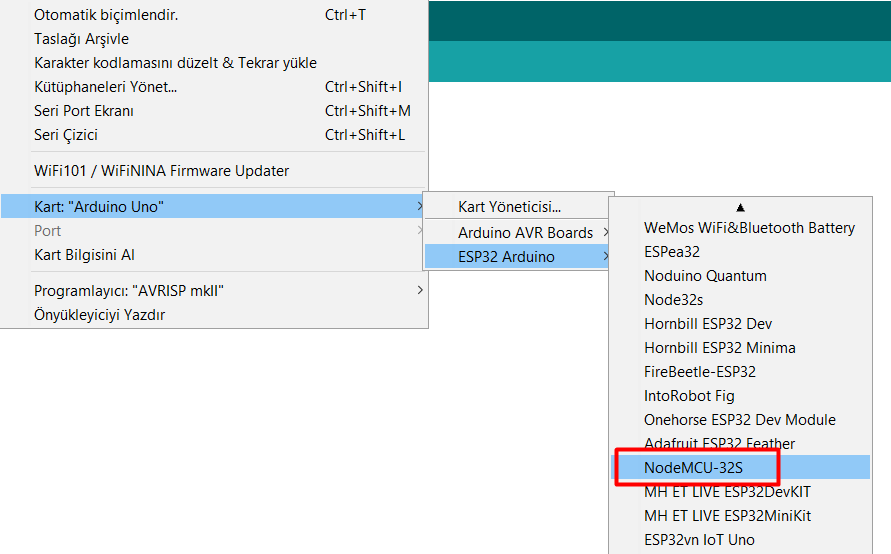 Otomatik biçimlendir. Ctrl+T
Taslağı Arşivle
Karakter kodlamasını düzelt & Tekrar yükle
Kütüphaneleri Yönet... Ctrl+Shift+I
Seri Port Ekranı Ctrl+Shift+M
Seri Çizici Ctrl+Shift+L
WiFi101 / WiFiNINA Firmware Updater
Kart: "Arduino Uno"
Port
Kart Bilgisini Al
Programlayıcı: "AVRISP mkII"
Önyükleyiciyi Yazdır
Kart Yöneticisi...
Arduino AVR Boards
ESP32 Arduino
WeMos WiFi&Bluetooth Battery
ESPea32
Noduino Quantum
Node32s
Hornbill ESP32 Dev
Hornbill ESP32 Minima
FireBeetle-ESP32
IntoRobot Fig
Onehorse ESP32 Dev Module
Adafruit ESP32 Feather
NodeMCU-32S
MH ET LIVE ESP32DevKIT
MH ET LIVE ESP32MiniKit
ESP32vn IoT Uno